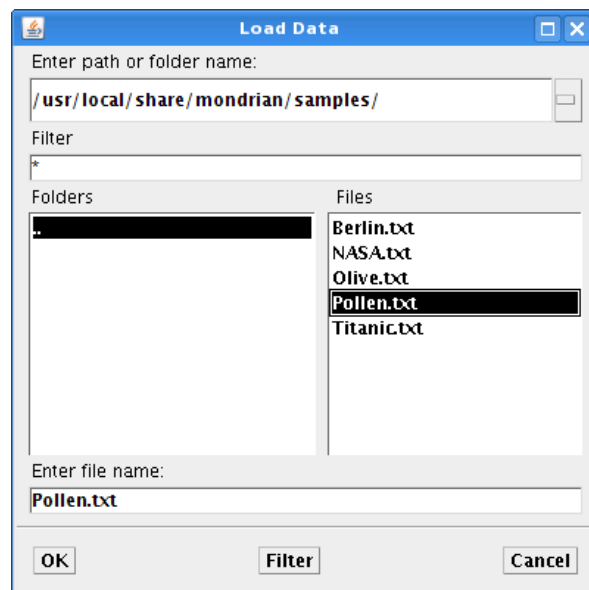 Load Data
Enter path or folder name:
/usr/local/share/mondrian/samples/
Filter
*
Folders
Files
..
Berlin.txt
NASA.txt
Olive.txt
Pollen.txt
Titanic.txt
Enter file name:
Pollen.txt
OK
Filter
Cancel